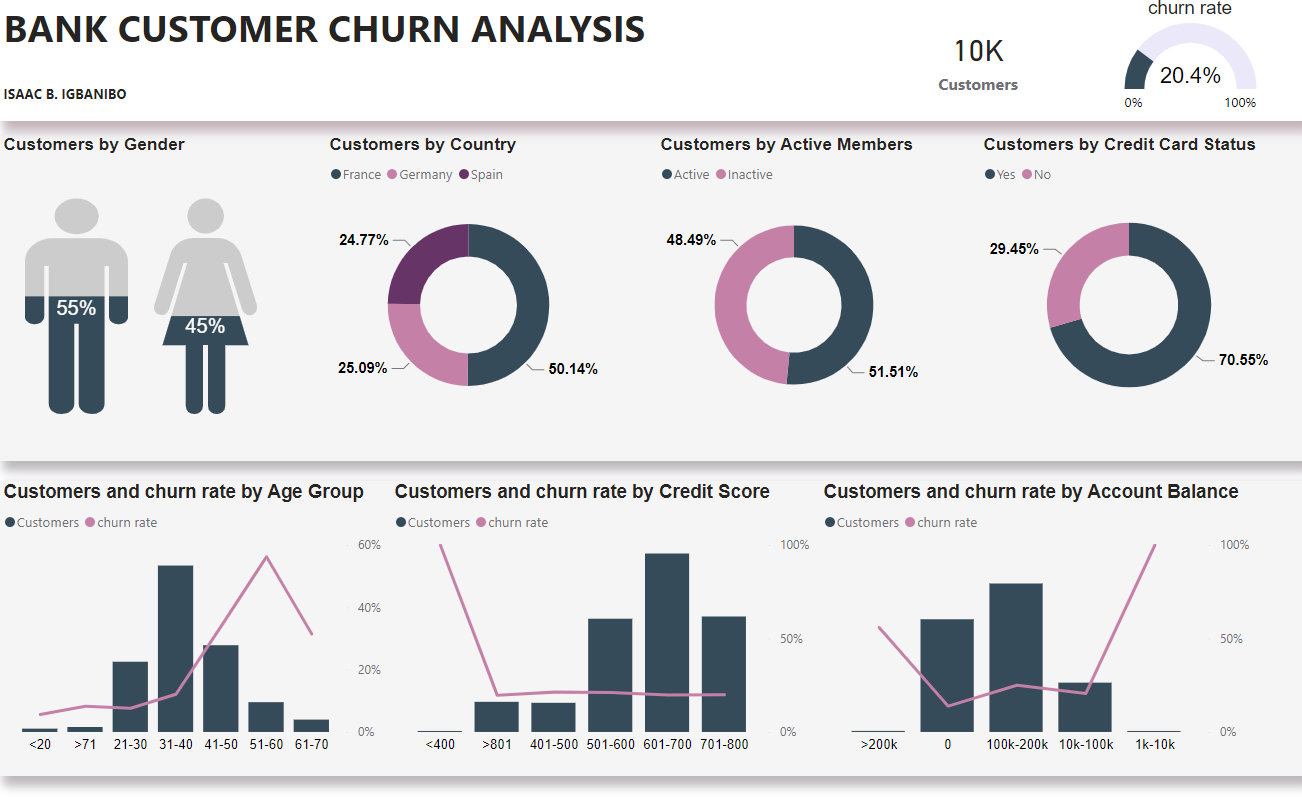 BANK CUSTOMER CHURN ANALYSIS
ISAAC B. IGBANIBO
10K
Customers
churn rate
20.4%
0% 100%
Customers by Gender
55%
45%
Customers by Country
France Germany Spain
24.77%
25.09%
50.14%
Customers by Active Members
Active Inactive
48.49%
51.51%
Customers by Credit Card Status
Yes No
29.45%
70.55%
Customers and churn rate by Age Group
Customers churn rate
60%
40%
20%
0%
<20 >71 21-30 31-40 41-50 51-60 61-70
Customers and churn rate by Credit Score
Customers churn rate
100%
50%
0%
<400 >801 401-500 501-600 601-700 701-800
Customers and churn rate by Account Balance
Customers churn rate
100%
50%
0%
>200k 0 100k-200k 10k-100k 1k-10k